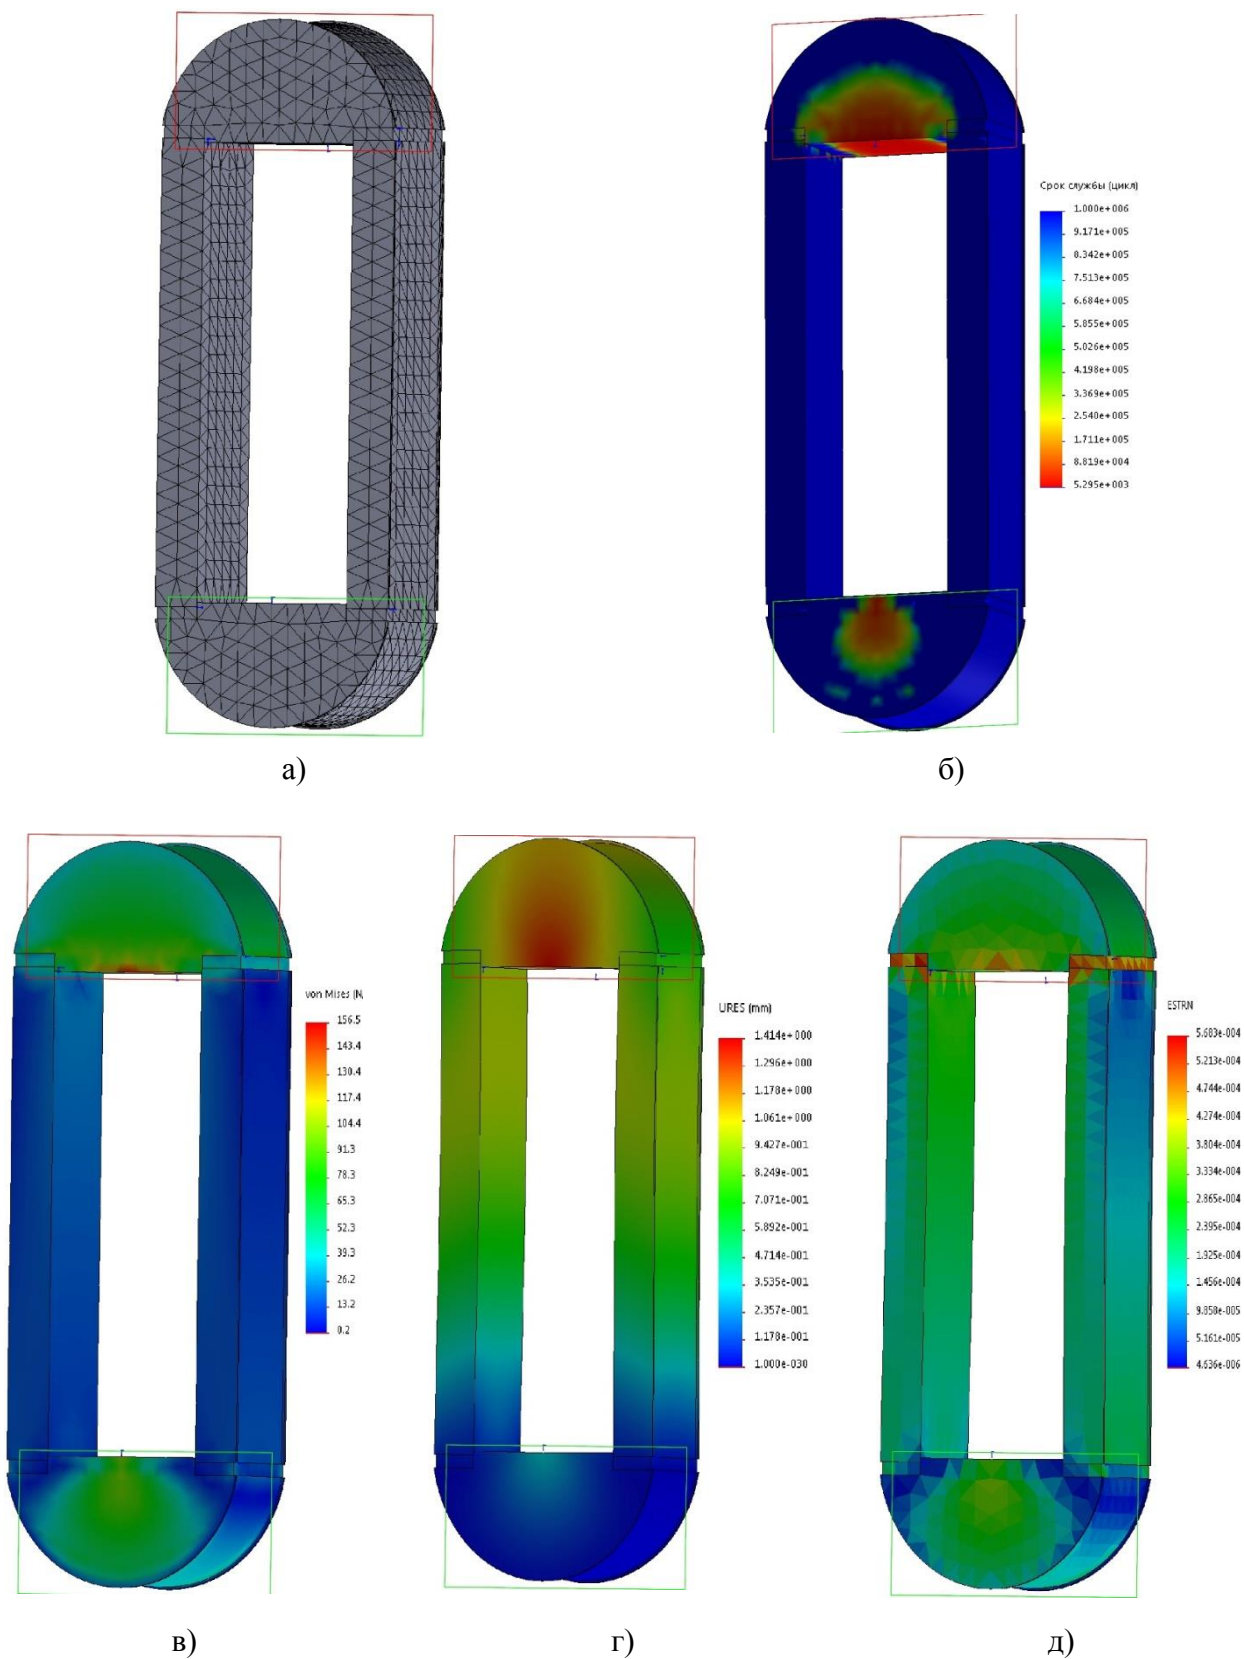 Срок службы (цикл)
1.000e+006
9.171e+005
8.342e+005
7.513e+005
6.684e+005
5.855e+005
5.026e+005
4.198e+005
3.369e+005
2.540e+005
1.711e+005
8.819e+004
5.295e+003
а)
б)
von Mises (N,
156.5
143.4
130.4
117.4
104.4
91.3
78.3
65.3
52.3
39.3
26.2
13.2
0.2
URES (mm)
1.414e+000
1.296e+000
1.178e+000
1.061e+000
9.427e-001
8.249e-001
7.071e-001
5.892e-001
4.714e-001
3.535e-001
2.357e-001
1.178e-001
1.000e-030
ESTRN
5.683e-004
5.213e-004
4.744e-004
4.274e-004
3.804e-004
3.334e-004
2.865e-004
2.395e-004
1.925e-004
1.456e-004
9.858e-005
5.161e-005
4.636e-006
в)
г)
д)